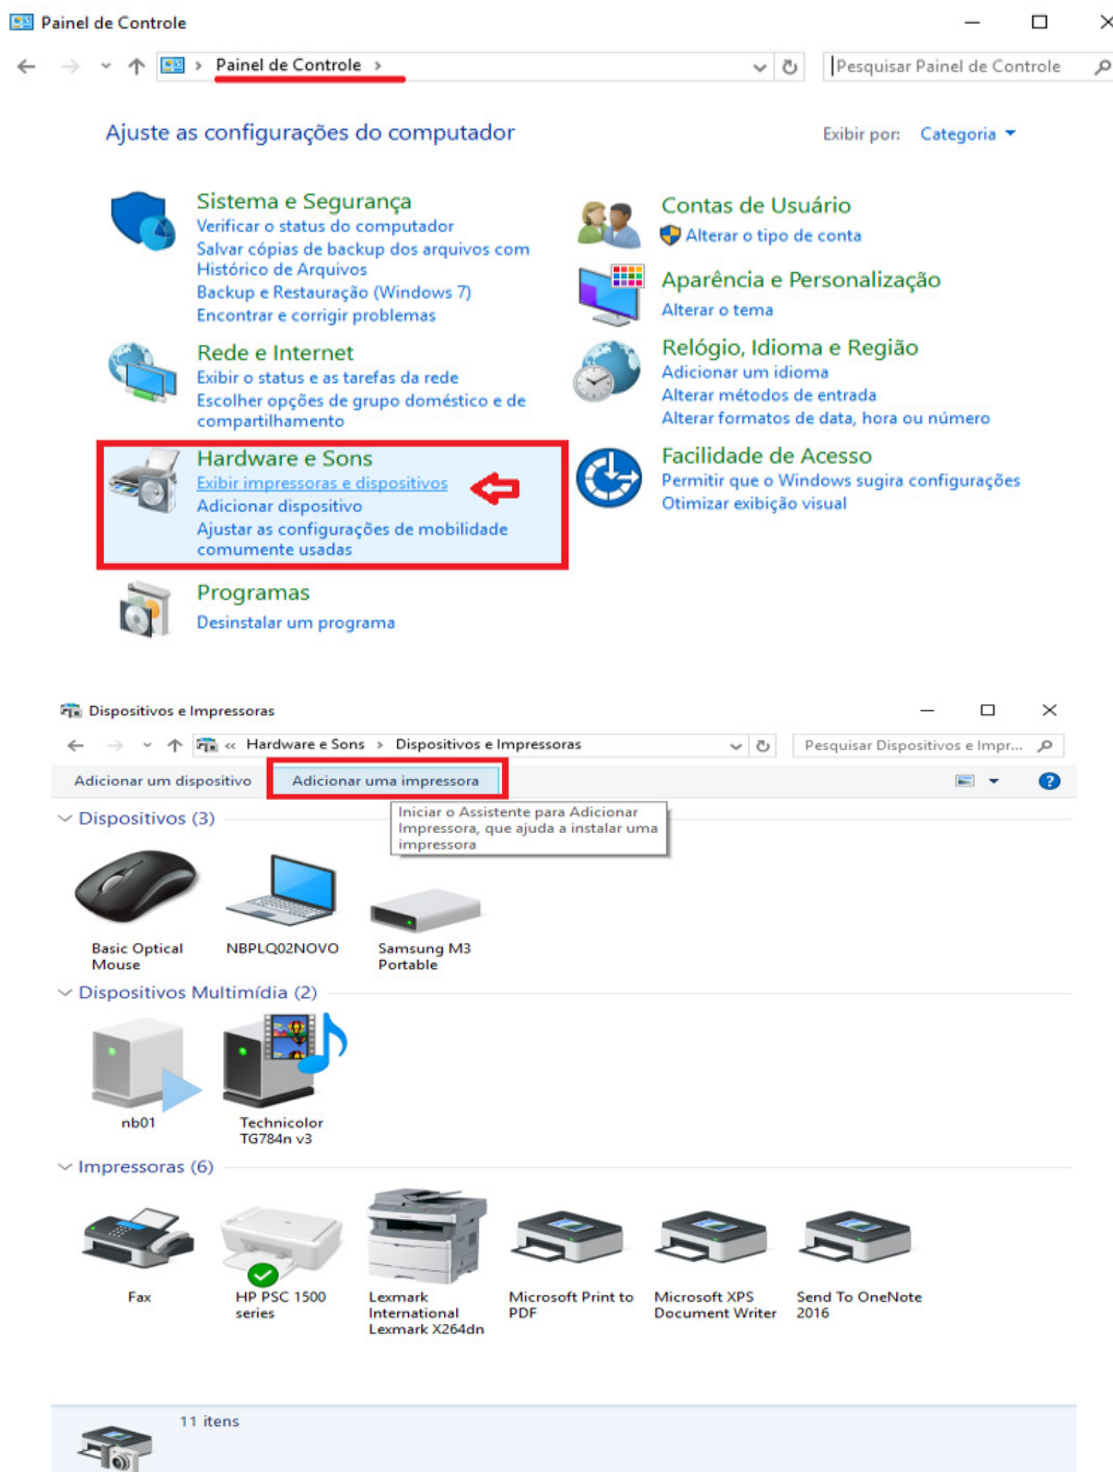 Painel de Controle
Painel de Controle
Pesquisar Painel de Controle
Ajuste as configurações do computador
Exibir por: Categoria
Sistema e Segurança
Verificar o status do computador
Salvar cópias de backup dos arquivos com
Histórico de Arquivos
Backup e Restauração (Windows 7)
Encontrar e corrigir problemas
Rede e Internet
Exibir o status e as tarefas da rede
Escolher opções de grupo doméstico e de
compartilhamento
Hardware e Sons
Exibir impressoras e dispositivos
Adicionar dispositivo
Ajustar as configurações de mobilidade
comumente usadas
Programas
Desinstalar um programa
Contas de Usuário
Alterar o tipo de conta
Aparência e Personalização
Alterar o tema
Relógio, Idioma e Região
Adicionar um idioma
Alterar métodos de entrada
Alterar formatos de data, hora ou número
Facilidade de Acesso
Permitir que o Windows sugira configurações
Otimizar exibição visual
Dispositivos e Impressoras
« Hardware e Sons > Dispositivos e Impressoras
Pesquisar Dispositivos e Impr...
Adicionar um dispositivo
Adicionar uma impressora
Iniciar o Assistente para Adicionar
Impressora, que ajuda a instalar uma
impressora
Dispositivos (3)
Basic Optical
Mouse
NBPLQ02NOVO
Samsung M3
Portable
Dispositivos Multimídia (2)
nb01
Technicolor
TG784n v3
Impressoras (6)
Fax
HP PSC 1500
series
Lexmark
International
Lexmark X264dn
Microsoft Print to
PDF
Microsoft XPS
Document Writer
Send To OneNote
2016
11 itens